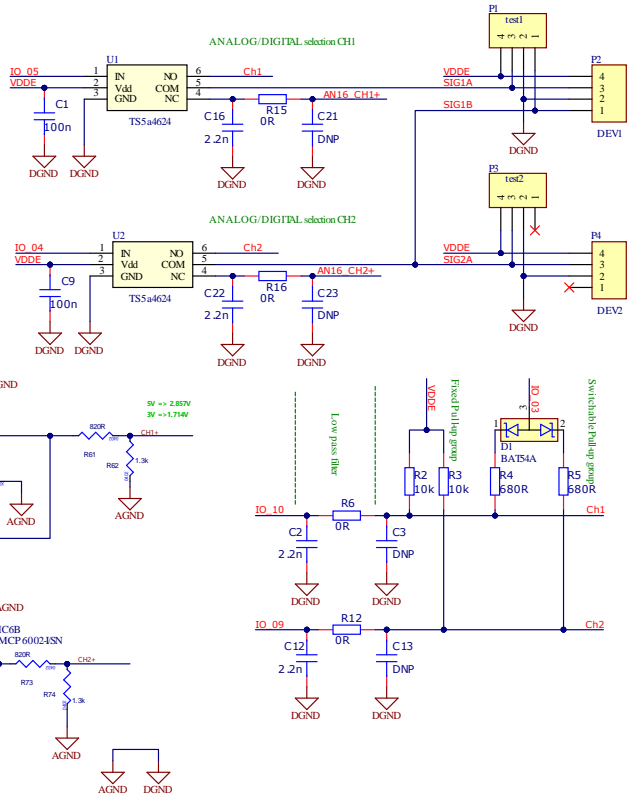 P1
test1
4 3 2 1
ANALOG/DIGITAL selection CH1
U1
IO_05 1 IN NO 6 Ch1
VDDE 2 Vdd COM 5
3 GND NC 4
TS5a4624
C1
100n
DGND
DGND
C16
2.2n
DGND
R15
0R
AN16_CH1+
C21
DNP
DGND
VDDE
SIG1A
SIG1B
P2
4
3
2
1
DEV1
DGND
P3
test2
4 3 2 1
ANALOG/DIGITAL selection CH2
U2
IO_04 1 IN NO 6 Ch2
VDDE 2 Vdd COM 5
3 GND NC 4
TS5a4624
C9
100n
DGND
DGND
C22
2.2n
DGND
R16
0R
AN16_CH2+
C23
DNP
DGND
VDDE
SIG2A
P4
4
3
2
1
DEV2
DGND
GND
5V => 2.857V
3V =>1.714V
820R
R61
CH1+
R62
1.3k
AGND
AGND
Low pass filter
Fixed Pull-up group
VDDE
IO_03
Switchable Pull-up group
3
1 2
D1
BAT54A
R2
10k
R3
10k
R4
680R
R5
680R
IO_10
R6
0R
Ch1
C2
2.2n
DGND
C3
DNP
DGND
IO_09
R12
0R
Ch2
C12
2.2n
DGND
C13
DNP
DGND
AGND
IC6B
MCP6002-I/SN
820R
R73
CH2+
R74
1.3k
AGND
AGND
DGND